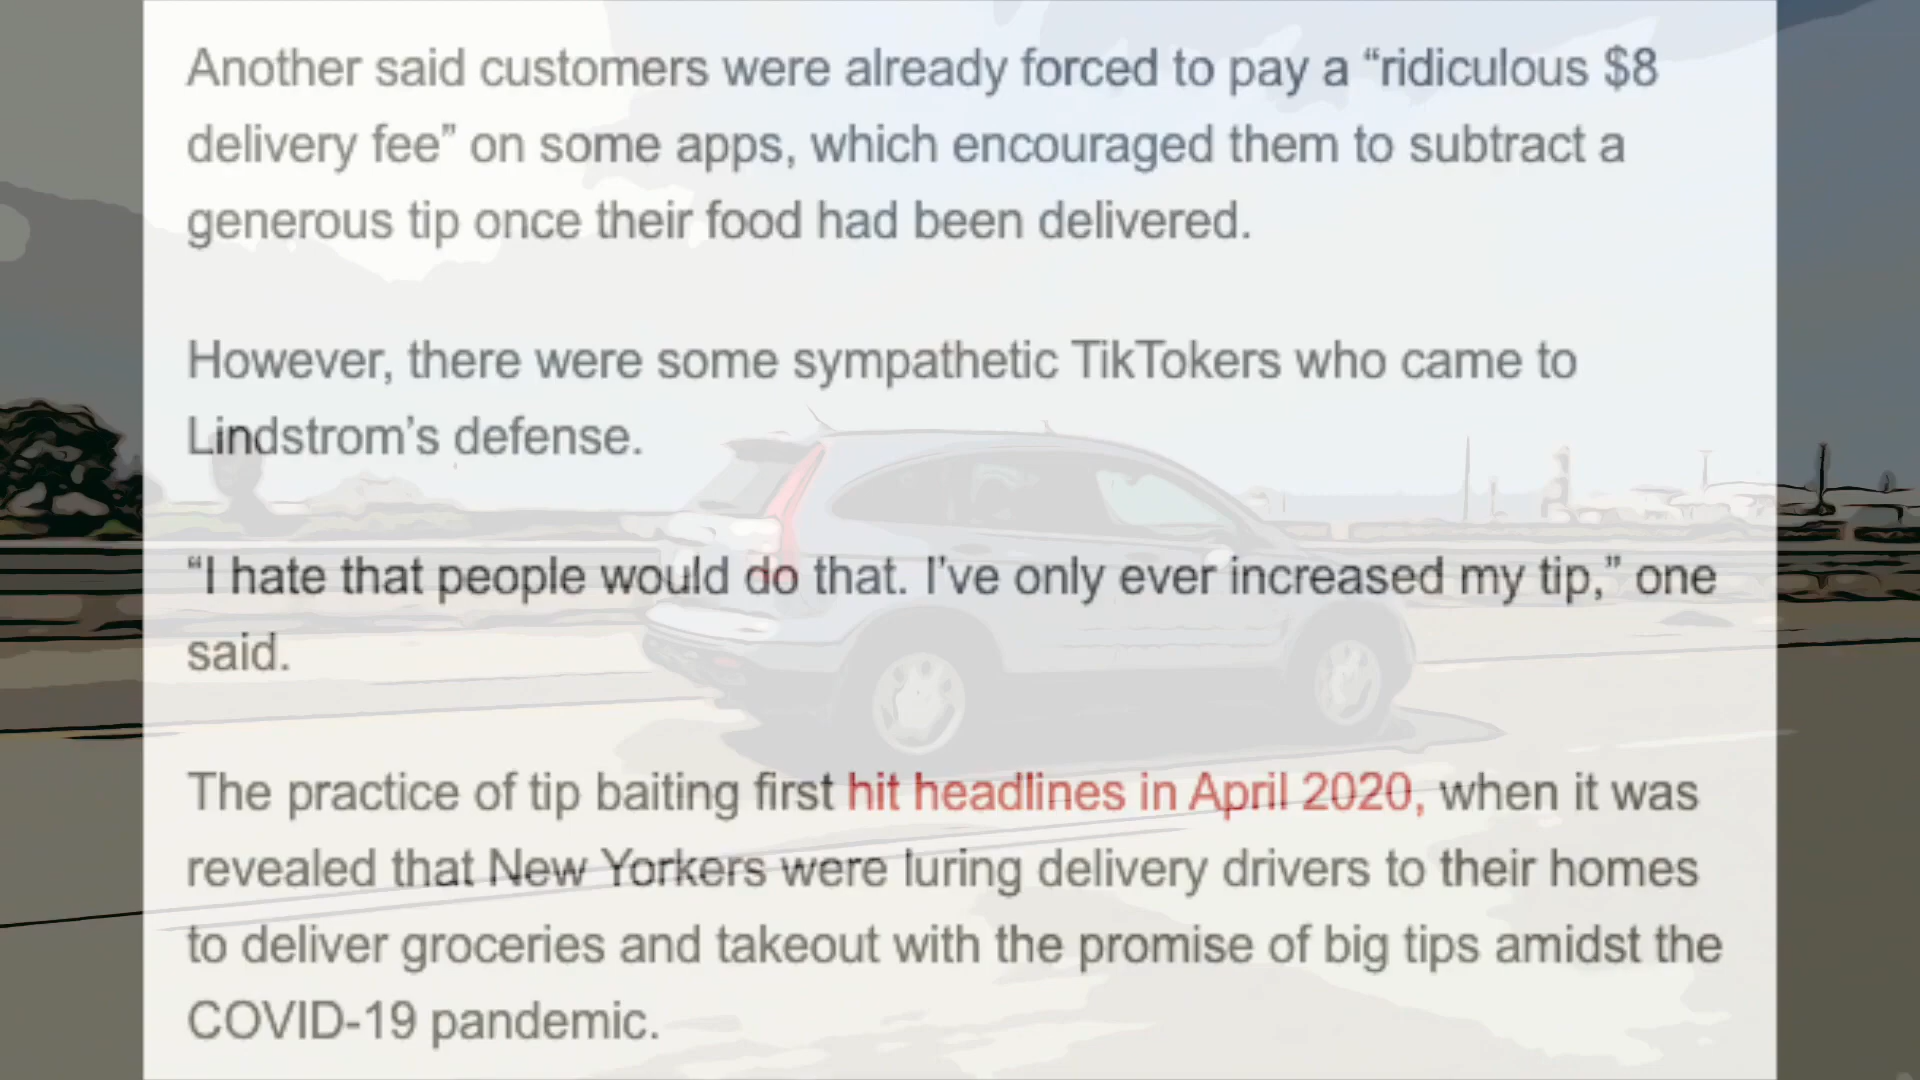 Another said customers were already forced to pay a “ridiculous $8
delivery fee” on some apps, which encouraged them to subtract a
generous tip once their food had been delivered.
However, there were some sympathetic TikTokers who came to
Lindstrom’s defense.
“I hate that people would do that. I’ve only ever increased my tip,” one
said.
The practice of tip baiting first hit headlines in April 2020, when it was
revealed that New Yorkers were luring delivery drivers to their homes
to deliver groceries and takeout with the promise of big tips amidst the
COVID-19 pandemic.